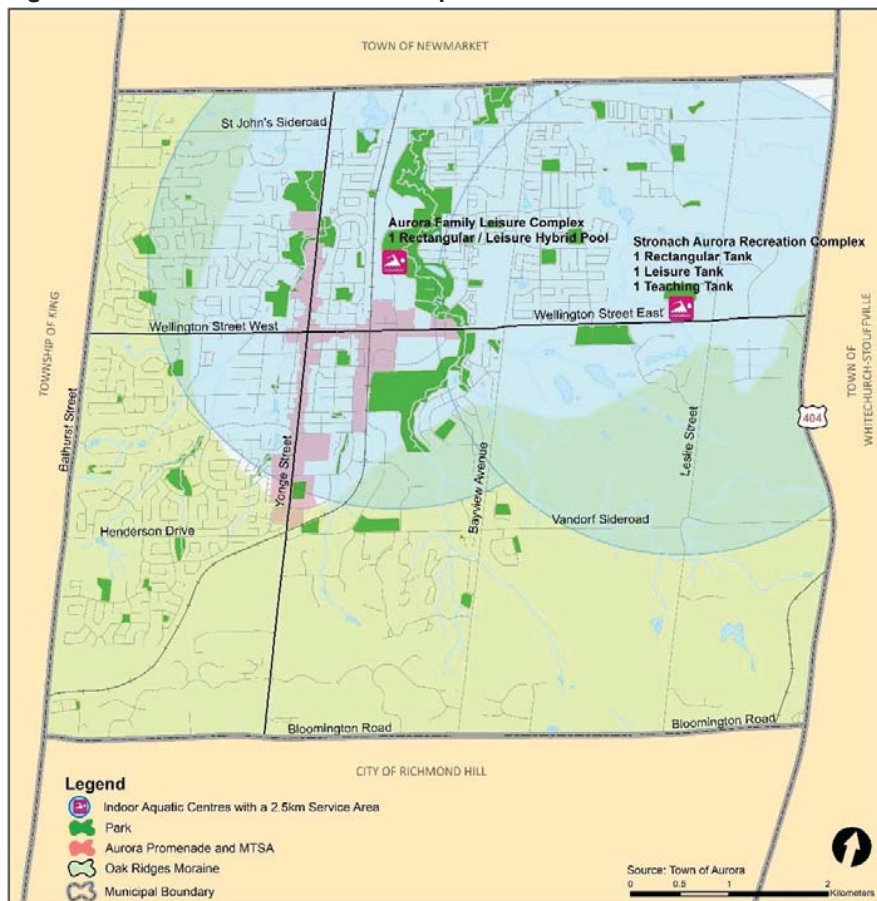 TOWN OF NEWMARKET
St John's Sideroad
Aurora Family Leisure Complex
1 Rectangular / Leisure Hybrid Pool
Stronach Aurora Recreation Complex
1 Rectangular Tank
1 Leisure Tank
1 Teaching Tank
Wellington Street West
Wellington Street East
TOWNSHIP OF KING
Bathurst Street
Yonge Street
Bayview Avenue
Leslie Street
404
TOWN OF
WHITECHURCH-STOUFFVILLE
Henderson Drive
Vandorf Sideroad
Bloomington Road
Bloomington Road
CITY OF RICHMOND HILL
Legend
Indoor Aquatic Centres with a 2.5km Service Area
Park
Aurora Promenade and MTSA
Oak Ridges Moraine
Municipal Boundary
Source: Town of Aurora
0 0.5 1 2
Kilometers